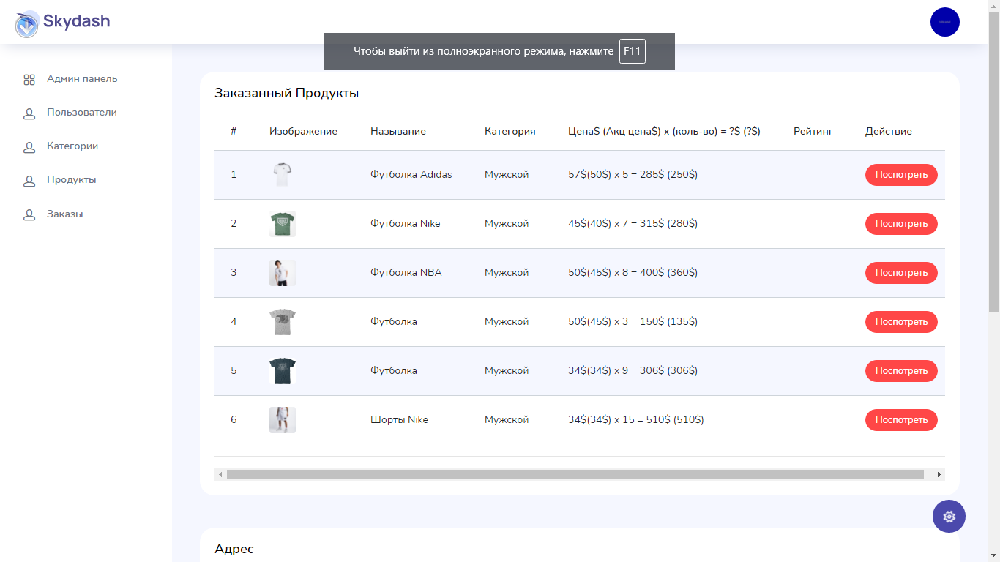 Skydash
Чтобы выйти из полноэкранного режима, нажмите F11
Админ панель
Пользователи
Категории
Продукты
Заказы
Заказанный Продукты
# Изображение Называние Категория Цена$ (Акц цена$) x (коль-во) = ?$ (?$) Рейтинг Действие
1 Футболка Adidas Мужской 57$(50$) x 5 = 285$ (250$) Поспотреть
2 Футболка Nike Мужской 45$(40$) x 7 = 315$ (280$) Поспотреть
3 Футболка NBA Мужской 50$(45$) x 8 = 400$ (360$) Поспотреть
4 Футболка Мужской 50$(45$) x 3 = 150$ (135$) Поспотреть
5 Футболка Мужской 34$(34$) x 9 = 306$ (306$) Поспотреть
6 Шорты Nike Мужской 34$(34$) x 15 = 510$ (510$) Поспотреть
Адрес